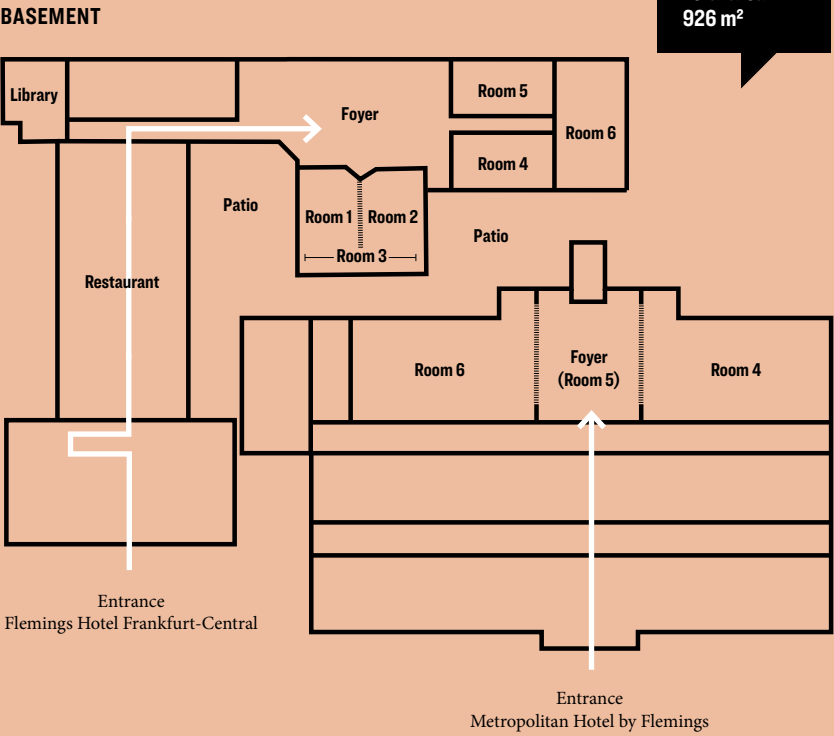 BASEMENT
926 m²
Library
Foyer
Room 5
Room 6
Room 4
Patio
Room 1
Room 2
Room 3
Patio
Restaurant
Room 6
Foyer
(Room 5)
Room 4
Entrance
Flemings Hotel Frankfurt-Central
Entrance
Metropolitan Hotel by Flemings